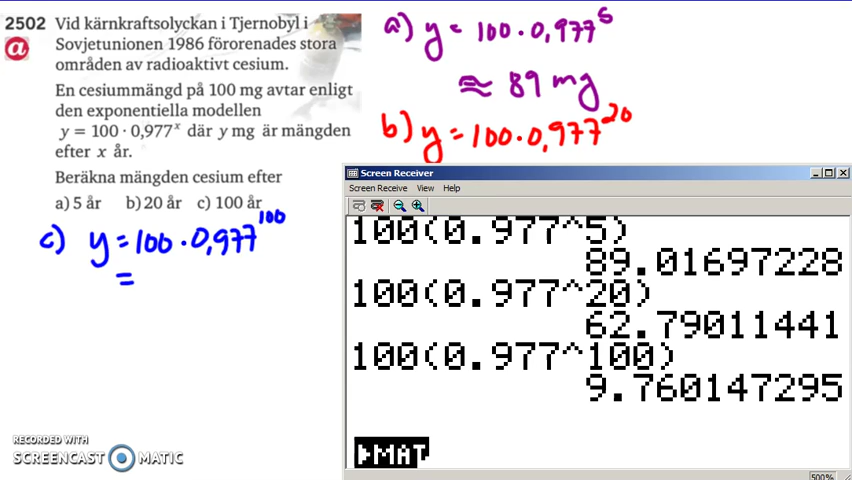 2502 Vid kärnkraftsolyckan i Tjernobyl i
a Sovjetunionen 1986 förorenades stora
områden av radioaktivt cesium.
En cesiummängd på 100 mg avtar enligt
den exponentiella modellen
y = 100 · 0,977^x där y mg är mängden
efter x år.
Beräkna mängden cesium efter
a) 5 år b) 20 år c) 100 år
c) y = 100 · 0,977^100
=
a) y = 100 · 0,977^5
≈ 89 mg
b) y = 100 · 0,977^20
Screen Receiver
Screen Receive View Help
100(0.977^5)
89.01697228
100(0.977^20)
62.79011441
100(0.977^100)
9.760147295
▶MAT
500%
RECORDED WITH
SCREENCAST MATIC